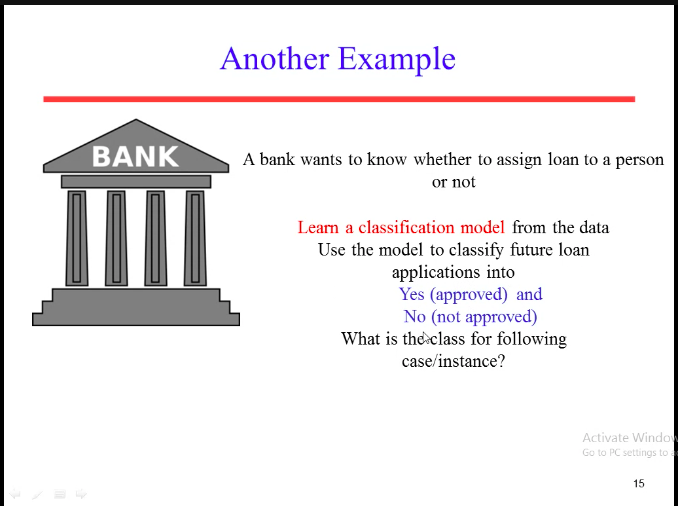 Another Example
BANK
A bank wants to know whether to assign loan to a person
or not
Learn a classification model from the data
Use the model to classify future loan
applications into
Yes (approved) and
No (not approved)
What is the class for following
case/instance?
Activate Window
Go to PC settings to a
15